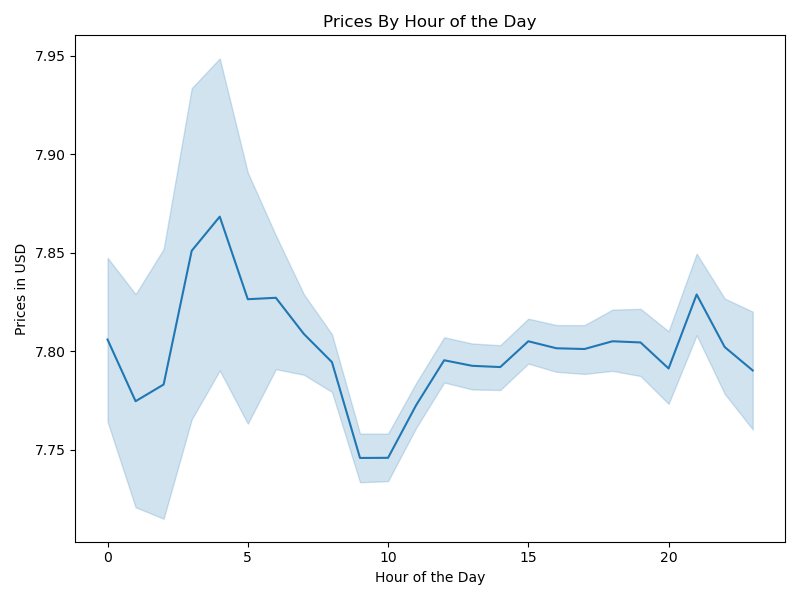 Prices By Hour of the Day
7.95
7.90
7.85
7.80
7.75
Prices in USD
0 5 10 15 20
Hour of the Day